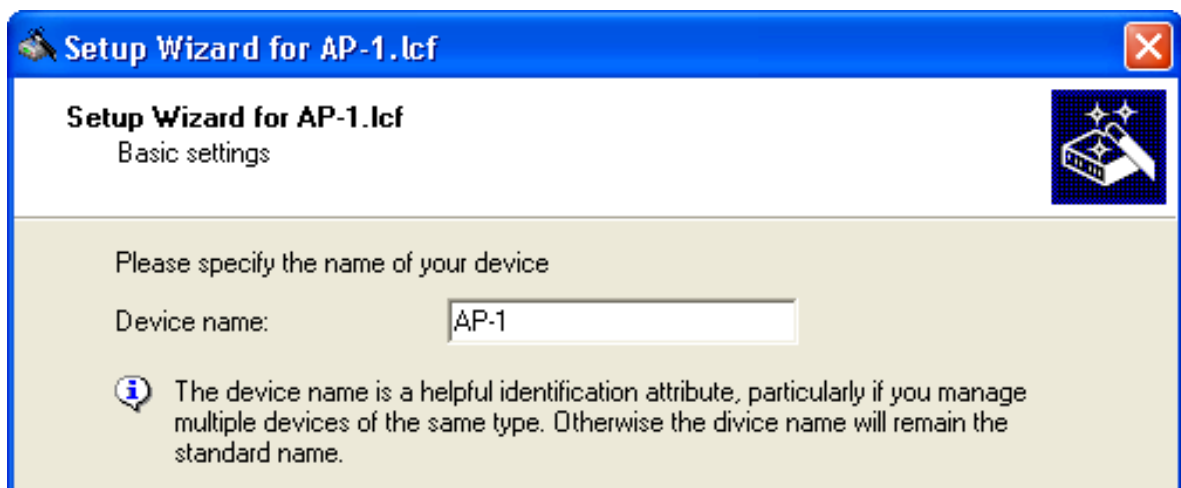 Setup Wizard for AP-1.lcf
Setup Wizard for AP-1.lcf
Basic settings
Please specify the name of your device
Device name: AP-1
The device name is a helpful identification attribute, particularly if you manage
multiple devices of the same type. Otherwise the divice name will remain the
standard name.